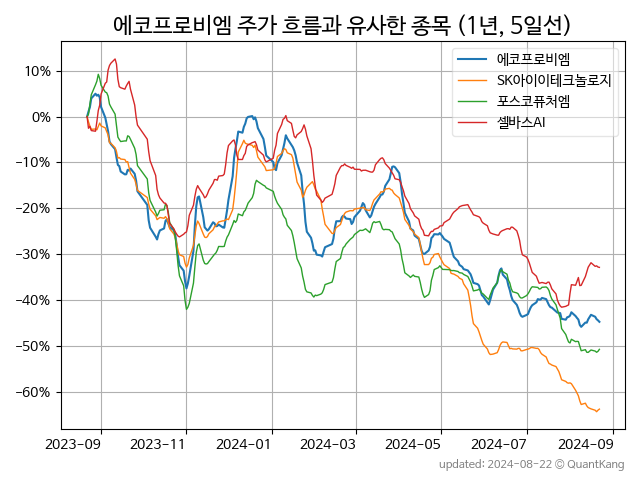 에코프로비엠 주가 흐름과 유사한 종목 (1년, 5일선)
에코프로비엠
SK아이이테크놀로지
포스코퓨처엠
셀바스AI
10%
0%
−10%
−20%
−30%
−40%
−50%
−60%
2023-09 2023-11 2024-01 2024-03 2024-05 2024-07 2024-09
updated: 2024-08-22 © QuantKang